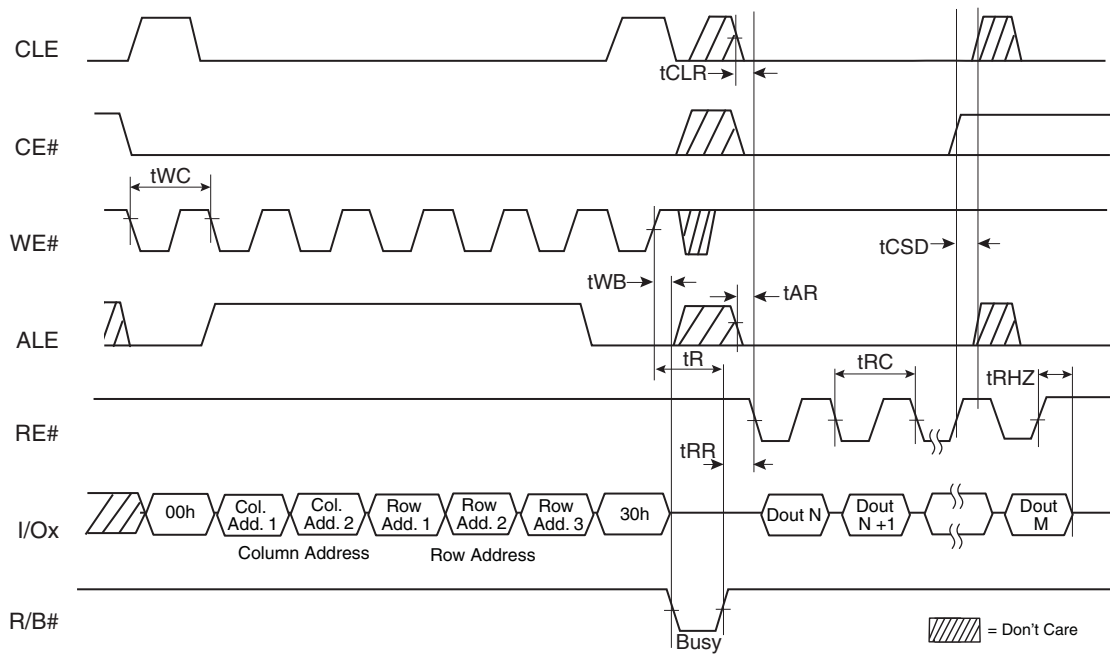 CLE
tCLR
CE#
tWC
WE#
tCSD
tWB
tAR
ALE
tR
tRC
tRHZ
RE#
tRR
I/Ox
00h
Col.
Add. 1
Col.
Add. 2
Row
Add. 1
Row
Add. 2
Row
Add. 3
30h
Dout N
Dout
N +1
Dout
M
Column Address
Row Address
R/B#
Busy
= Don't Care